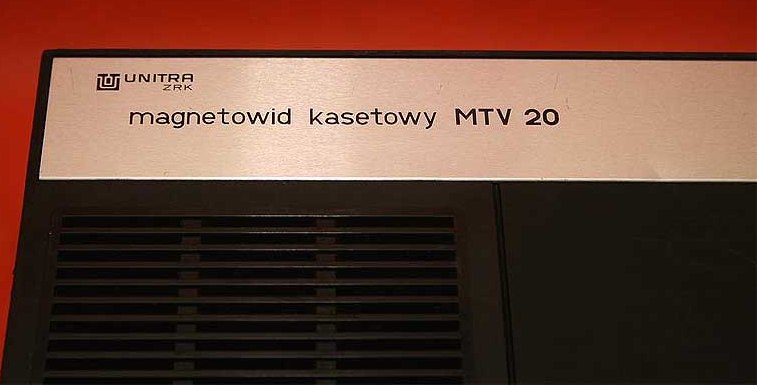 UNITRA
ZRK
magnetowid kasetowy MTV 20